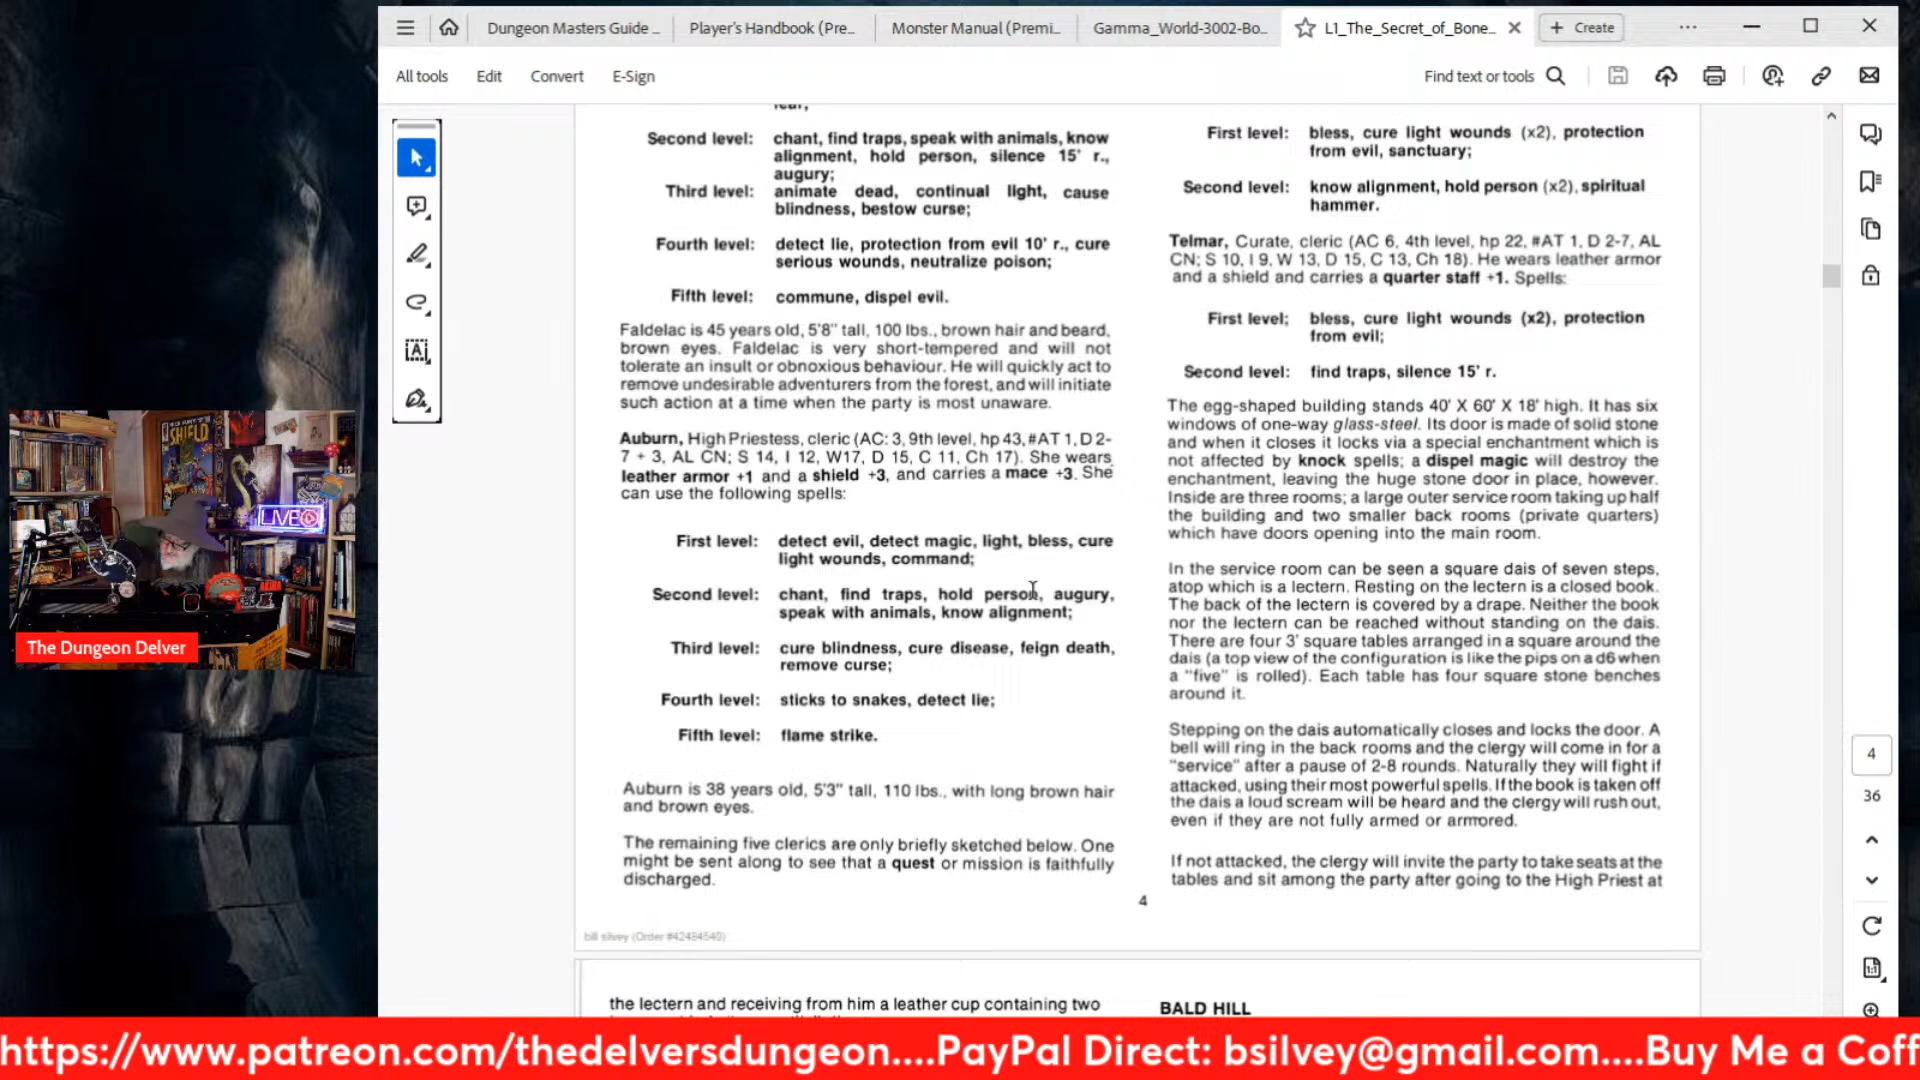 Dungeon Masters Guide ...
Player's Handbook (Pre...
Monster Manual (Premi...
Gamma_World-3002-Bo...
L1_The_Secret_of_Bone...
+ Create
All tools
Edit
Convert
E-Sign
Find text or tools
fear;
Second level: chant, find traps, speak with animals, know
alignment, hold person, silence 15' r.,
augury;
Third level: animate dead, continual light, cause
blindness, bestow curse;
Fourth level: detect lie, protection from evil 10' r., cure
serious wounds, neutralize poison;
Fifth level: commune, dispel evil.
Faldelac is 45 years old, 5'8" tall, 100 lbs., brown hair and beard,
brown eyes. Faldelac is very short-tempered and will not
tolerate an insult or obnoxious behaviour. He will quickly act to
remove undesirable adventurers from the forest, and will initiate
such action at a time when the party is most unaware.
Auburn, High Priestess, cleric (AC: 3, 9th level, hp 43, #AT 1, D 2-
7 + 3, AL CN; S 14, I 12, W17, D 15, C 11, Ch 17). She wears
leather armor +1 and a shield +3, and carries a mace +3. She
can use the following spells:
First level: detect evil, detect magic, light, bless, cure
light wounds, command;
Second level: chant, find traps, hold person, augury,
speak with animals, know alignment;
Third level: cure blindness, cure disease, feign death,
remove curse;
Fourth level: sticks to snakes, detect lie;
Fifth level: flame strike.
Auburn is 38 years old, 5'3" tall, 110 lbs., with long brown hair
and brown eyes.
The remaining five clerics are only briefly sketched below. One
might be sent along to see that a quest or mission is faithfully
discharged.
First level: bless, cure light wounds (x2), protection
from evil, sanctuary;
Second level: know alignment, hold person (x2), spiritual
hammer.
Telmar, Curate, cleric (AC 6, 4th level, hp 22, #AT 1, D 2-7, AL
CN; S 10, I 9, W 13, D 15, C 13, Ch 18). He wears leather armor
and a shield and carries a quarter staff +1. Spells:
First level; bless, cure light wounds (x2), protection
from evil;
Second level: find traps, silence 15' r.
The egg-shaped building stands 40' X 60' X 18' high. It has six
windows of one-way glass-steel. Its door is made of solid stone
and when it closes it locks via a special enchantment which is
not affected by knock spells; a dispel magic will destroy the
enchantment, leaving the huge stone door in place, however.
Inside are three rooms; a large outer service room taking up half
the building and two smaller back rooms (private quarters)
which have doors opening into the main room.
In the service room can be seen a square dais of seven steps,
atop which is a lectern. Resting on the lectern is a closed book.
The back of the lectern is covered by a drape. Neither the book
nor the lectern can be reached without standing on the dais.
There are four 3' square tables arranged in a square around the
dais (a top view of the configuration is like the pips on a d6 when
a "five" is rolled). Each table has four square stone benches
around it.
Stepping on the dais automatically closes and locks the door. A
bell will ring in the back rooms and the clergy will come in for a
"service" after a pause of 2-8 rounds. Naturally they will fight if
attacked, using their most powerful spells. If the book is taken off
the dais a loud scream will be heard and the clergy will rush out,
even if they are not fully armed or armored.
If not attacked, the clergy will invite the party to take seats at the
tables and sit among the party after going to the High Priest at
4
bill silvey (Order #42484540)
the lectern and receiving from him a leather cup containing two
BALD HILL
4
36
SHIELD
LIVE
AKIRA
The Dungeon Delver
https://www.patreon.com/thedelversdungeon....PayPal Direct: bsilvey@gmail.com....Buy Me a Coff